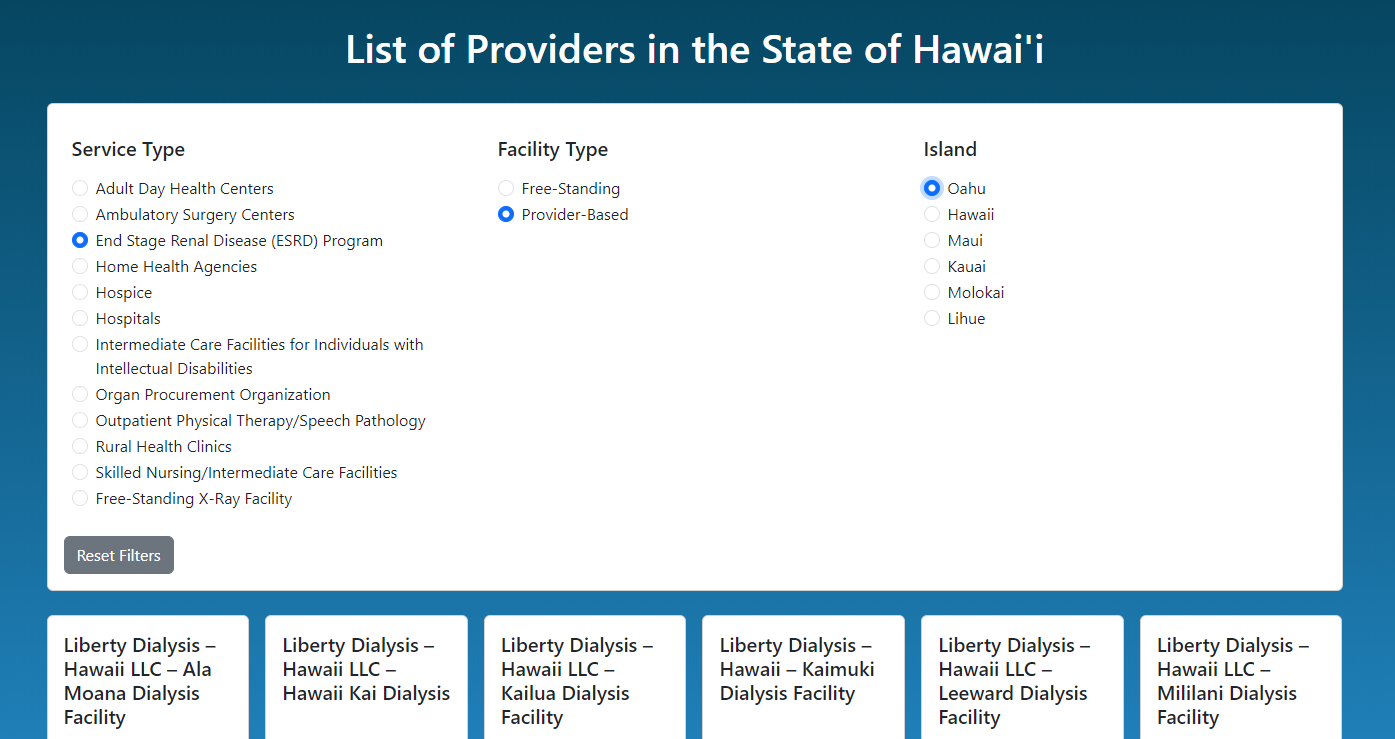 List of Providers in the State of Hawai'i
Service Type
Adult Day Health Centers
Ambulatory Surgery Centers
End Stage Renal Disease (ESRD) Program
Home Health Agencies
Hospice
Hospitals
Intermediate Care Facilities for Individuals with
Intellectual Disabilities
Organ Procurement Organization
Outpatient Physical Therapy/Speech Pathology
Rural Health Clinics
Skilled Nursing/Intermediate Care Facilities
Free-Standing X-Ray Facility
Facility Type
Free-Standing
Provider-Based
Island
Oahu
Hawaii
Maui
Kauai
Molokai
Lihue
Reset Filters
Liberty Dialysis –
Hawaii LLC – Ala
Moana Dialysis
Facility
Liberty Dialysis –
Hawaii LLC –
Hawaii Kai Dialysis
Liberty Dialysis –
Hawaii LLC –
Kailua Dialysis
Facility
Liberty Dialysis –
Hawaii – Kaimuki
Dialysis Facility
Liberty Dialysis –
Hawaii LLC –
Leeward Dialysis
Facility
Liberty Dialysis –
Hawaii LLC –
Mililani Dialysis
Facility